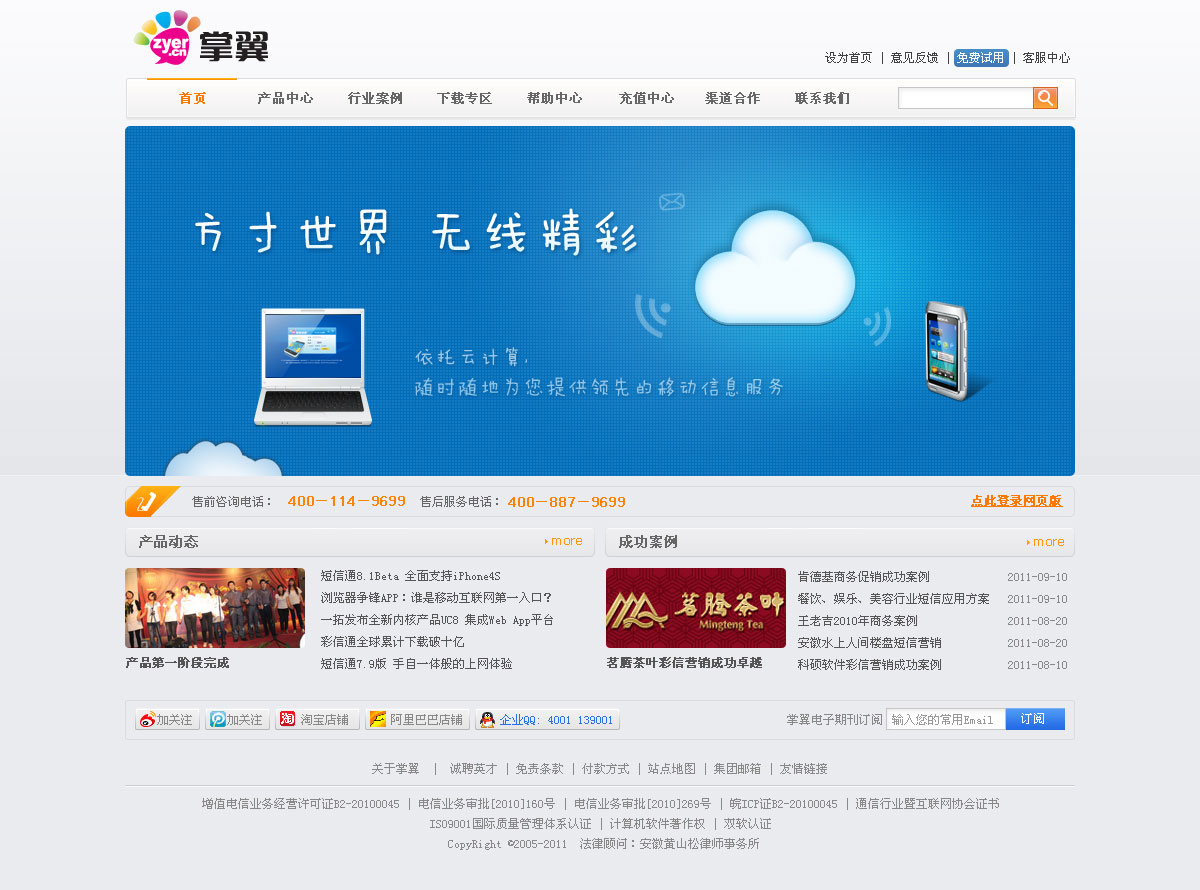 zyer.cn 掌翼
设为首页 | 意见反馈 | 免费试用 | 客服中心
首页 产品中心 行业案例 下载专区 帮助中心 充值中心 渠道合作 联系我们
方寸世界 无线精彩
依托云计算,
随时随地为您提供领先的移动信息服务
售前咨询电话： 400-114-9699 售后服务电话： 400-887-9699 点此登录网页版
产品动态 more
短信通8.1Beta 全面支持iPhone4S
浏览器争锋APP：谁是移动互联网第一入口?
一拓发布全新内核产品UC8 集成Web App平台
彩信通全球累计下载破十亿
短信通7.9版 手自一体般的上网体验
产品第一阶段完成
成功案例 more
茗腾茶叶
Mingteng Tea
茗腾茶叶彩信营销成功卓越
肯德基商务促销成功案例 2011-09-10
餐饮、娱乐、美容行业短信应用方案 2011-09-10
王老吉2010年商务案例 2011-08-20
安徽水上人间楼盘短信营销 2011-08-20
科硕软件彩信营销成功案例 2011-08-10
加关注 加关注 淘 淘宝店铺 阿里巴巴店铺 企业QQ: 4001 139001 掌翼电子期刊订阅 输入您的常用Email 订阅
关于掌翼 | 诚聘英才 | 免责条款 | 付款方式 | 站点地图 | 集团邮箱 | 友情链接
增值电信业务经营许可证B2-20100045 | 电信业务审批[2010]160号 | 电信业务审批[2010]269号 | 皖ICP证B2-20100045 | 通信行业暨互联网协会证书
ISO9001国际质量管理体系认证 | 计算机软件著作权 | 双软认证
CopyRight ©2005-2011 法律顾问：安徽黄山松律师事务所